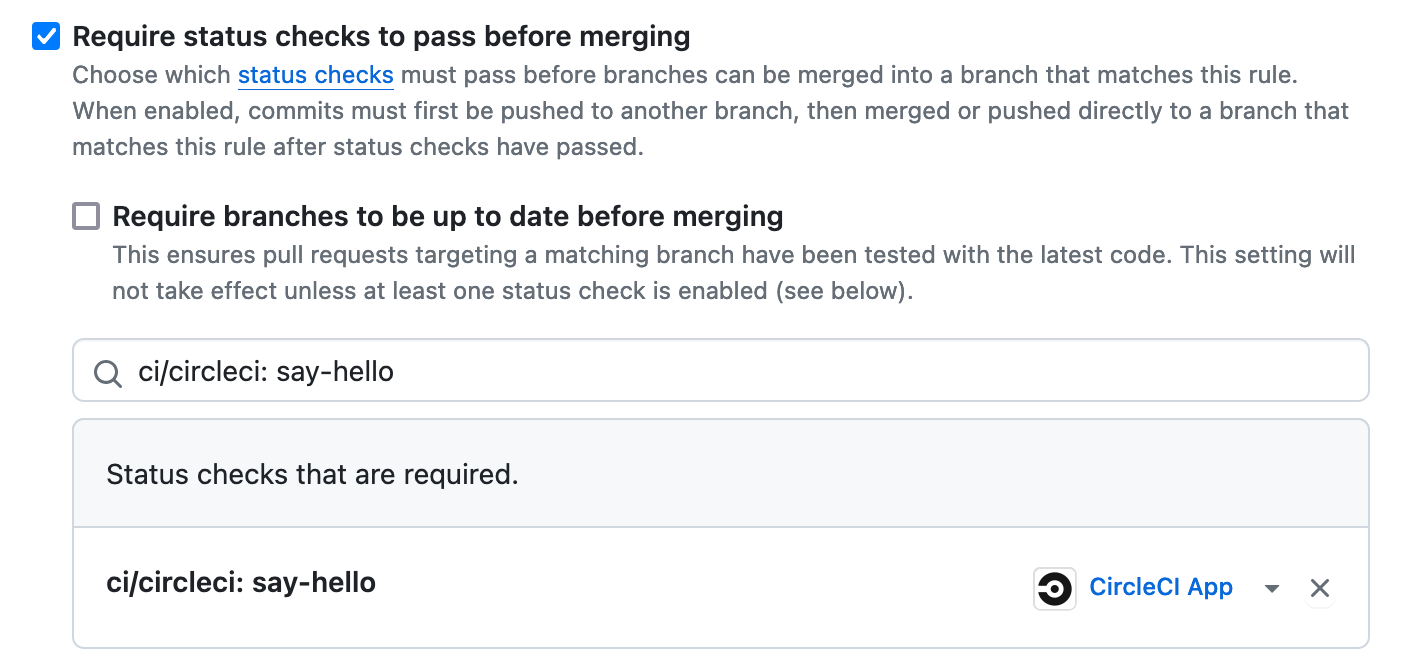 Require status checks to pass before merging
Choose which status checks must pass before branches can be merged into a branch that matches this rule.
When enabled, commits must first be pushed to another branch, then merged or pushed directly to a branch that
matches this rule after status checks have passed.
Require branches to be up to date before merging
This ensures pull requests targeting a matching branch have been tested with the latest code. This setting will
not take effect unless at least one status check is enabled (see below).
ci/circleci: say-hello
Status checks that are required.
ci/circleci: say-hello
CircleCI App